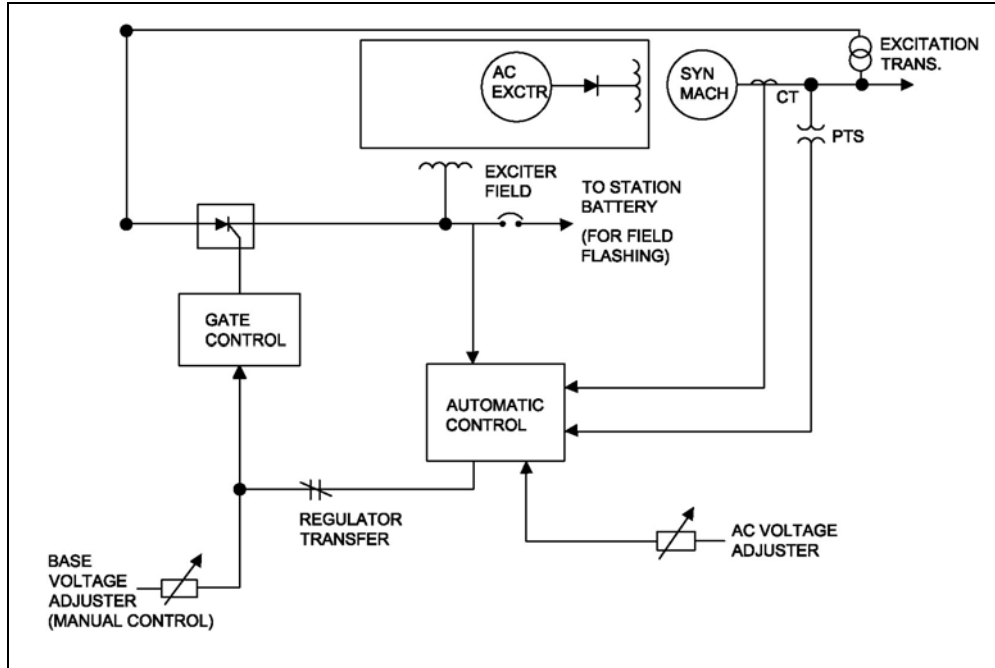 EXCITATION
TRANS.
AC
EXCTR
SYN
MACH
CT
PTS
EXCITER
FIELD
TO STATION
BATTERY
(FOR FIELD
FLASHING)
GATE
CONTROL
AUTOMATIC
CONTROL
REGULATOR
TRANSFER
AC VOLTAGE
ADJUSTER
BASE
VOLTAGE
ADJUSTER
(MANUAL CONTROL)